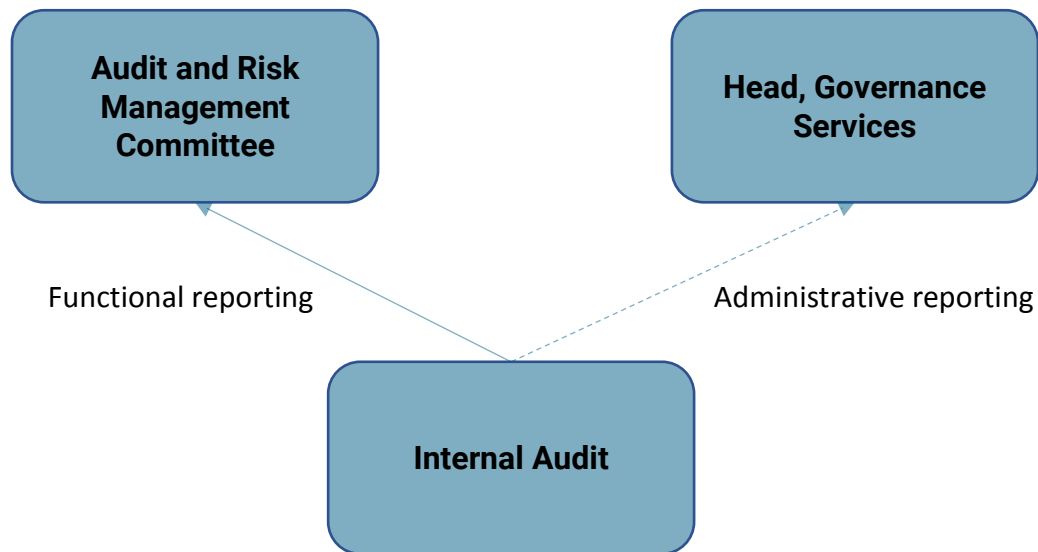 Audit and Risk
Management
Committee
Head, Governance
Services
Functional reporting
Administrative reporting
Internal Audit